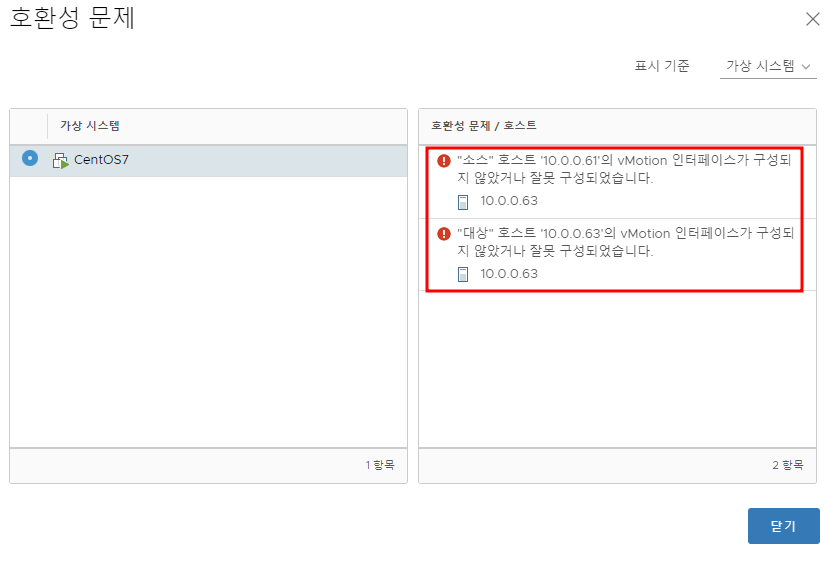 호환성 문제
표시 기준
가상 시스템
가상 시스템
CentOS7
1 항목
호환성 문제 / 호스트
"소스" 호스트 '10.0.0.61'의 vMotion 인터페이스가 구성되
지 않았거나 잘못 구성되었습니다.
10.0.0.63
"대상" 호스트 '10.0.0.63'의 vMotion 인터페이스가 구성되
지 않았거나 잘못 구성되었습니다.
10.0.0.63
2 항목
닫기